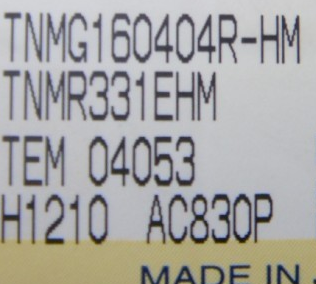 TNMG160404R-HM
TNMR331EHM
TEM 04053
H1210 AC830P
MADE IN